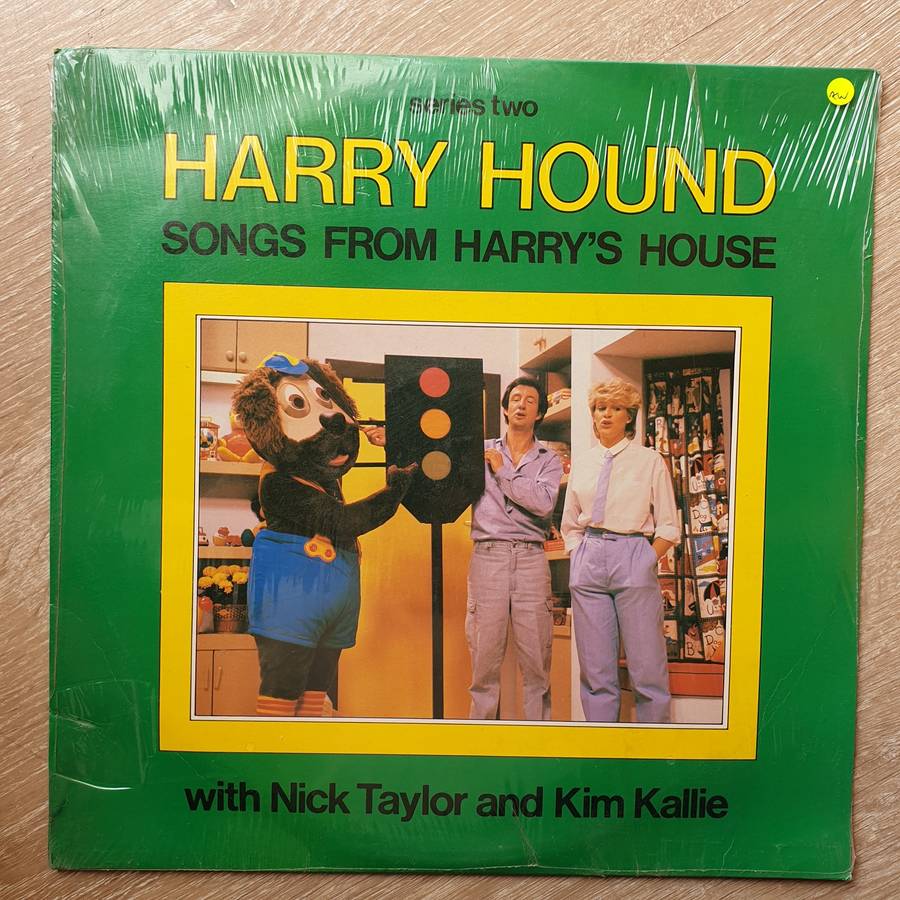 series two
HARRY HOUND
SONGS FROM HARRY'S HOUSE
with Nick Taylor and Kim Kallie